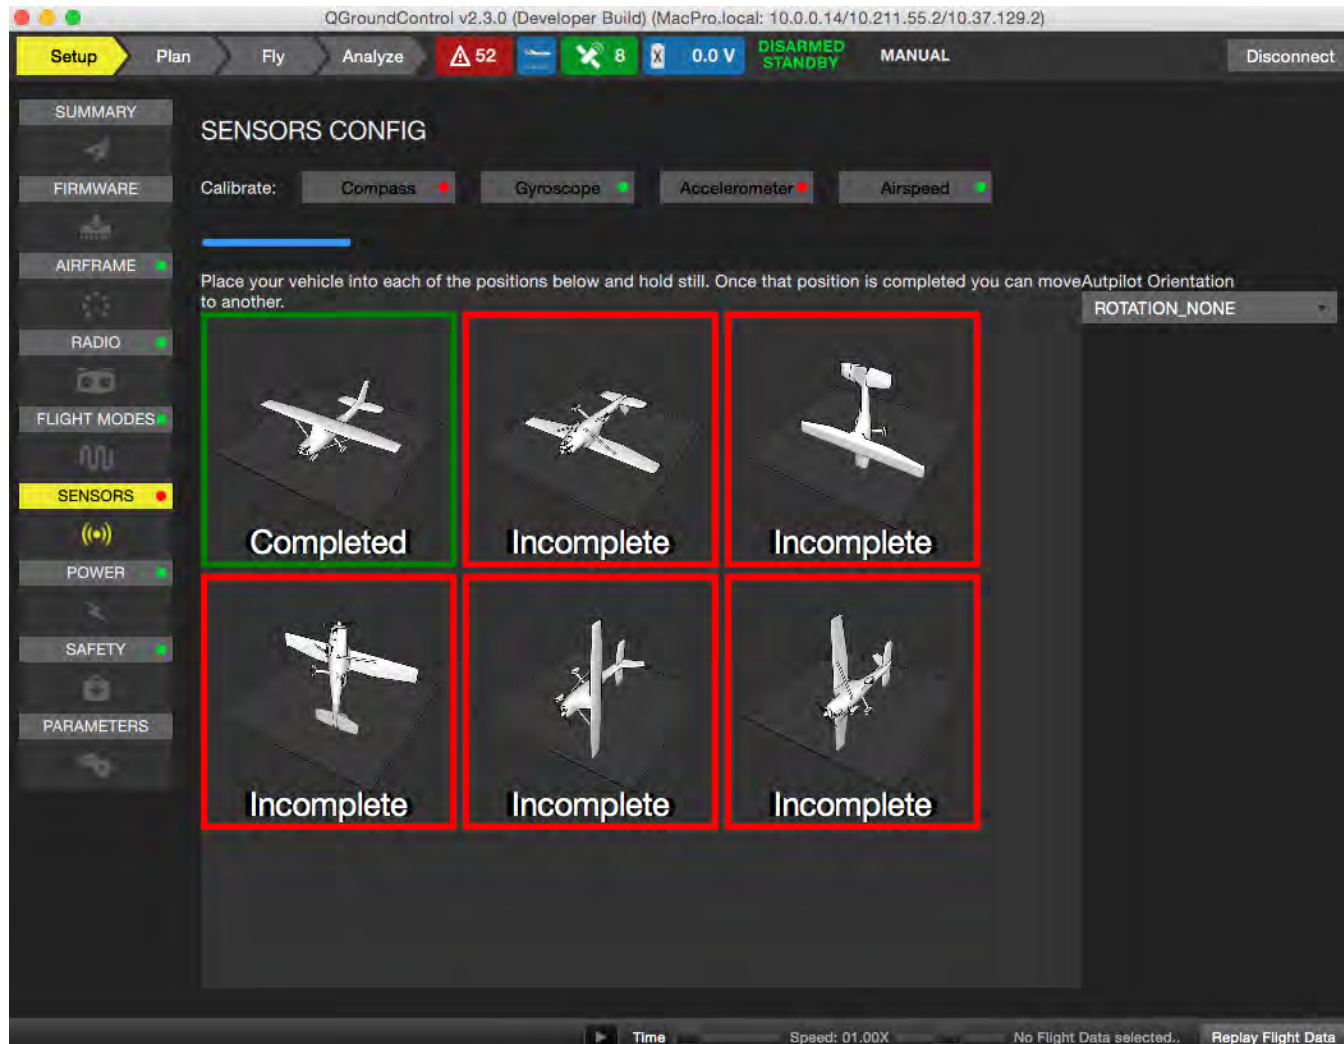 QGroundControl v2.3.0 (Developer Build) (MacPro.local: 10.0.0.14/10.211.55.2/10.37.129.2)
Setup Plan Fly Analyze 52 8 0.0 V DISARMED STANDBY MANUAL Disconnect
SUMMARY
FIRMWARE
AIRFRAME
RADIO
FLIGHT MODES
SENSORS
POWER
SAFETY
PARAMETERS
SENSORS CONFIG
Calibrate: Compass Gyroscope Accelerometer Airspeed
Place your vehicle into each of the positions below and hold still. Once that position is completed you can move
to another.
Autpilot Orientation
ROTATION_NONE
Completed Incomplete Incomplete
Incomplete Incomplete Incomplete
Time Speed: 01.00X No Flight Data selected.. Replay Flight Data